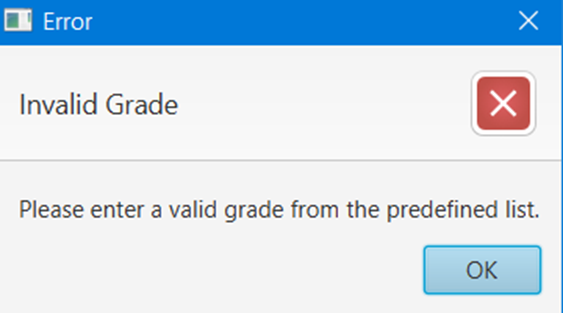 Error
Invalid Grade
Please enter a valid grade from the predefined list.
OK